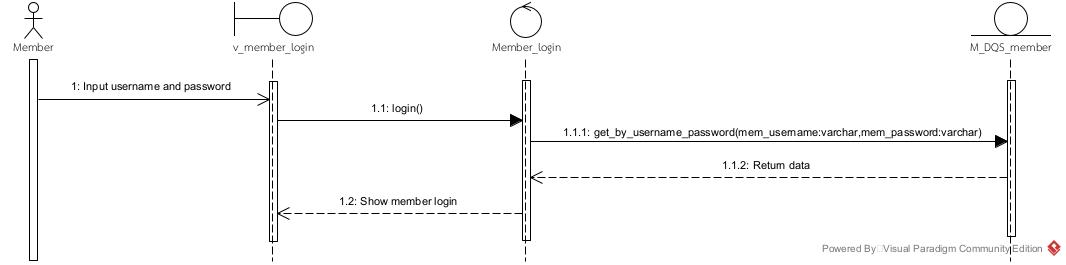 Member
v_member_login
Member_login
M_DQS_member
1: Input username and password
1.1: login()
1.1.1: get_by_username_password(mem_username:varchar,mem_password:varchar)
1.1.2: Return data
1.2: Show member login
Powered By Visual Paradigm Community Edition